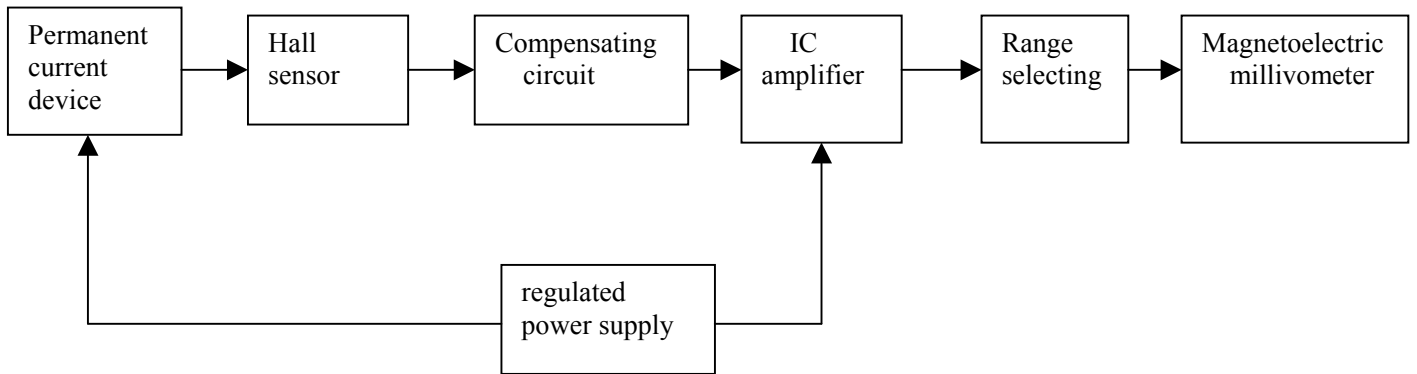 Permanent
current
device
Hall
sensor
Compensating
circuit
IC
amplifier
Range
selecting
Magnetoelectric
millivometer
regulated
power supply